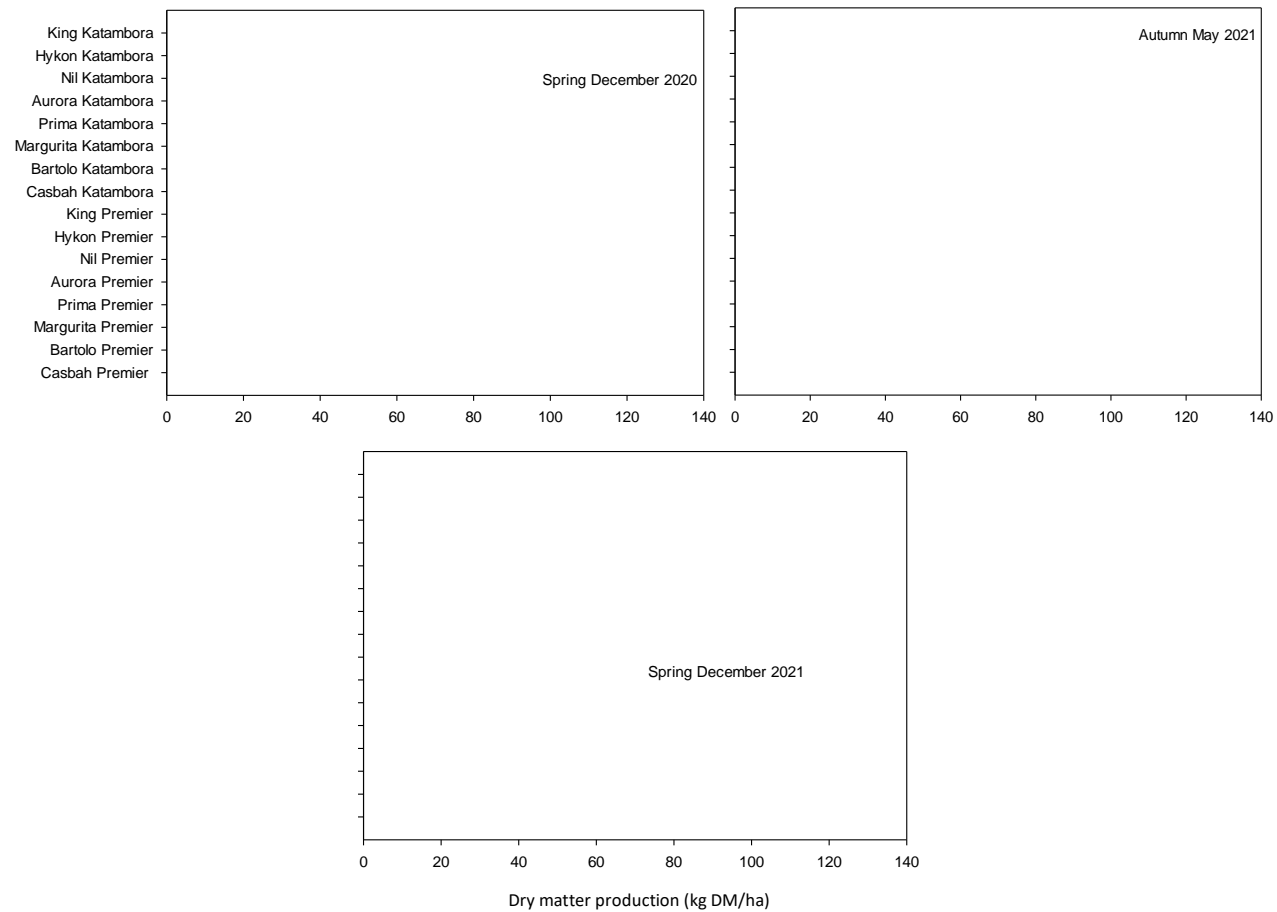 King Katambora
Hykon Katambora
Nil Katambora
Aurora Katambora
Prima Katambora
Margurita Katambora
Bartolo Katambora
Casbah Katambora
King Premier
Hykon Premier
Nil Premier
Aurora Premier
Prima Premier
Margurita Premier
Bartolo Premier
Casbah Premier
Spring December 2020
0 20 40 60 80 100 120 140
Autumn May 2021
0 20 40 60 80 100 120 140
Spring December 2021
0 20 40 60 80 100 120 140
Dry matter production (kg DM/ha)